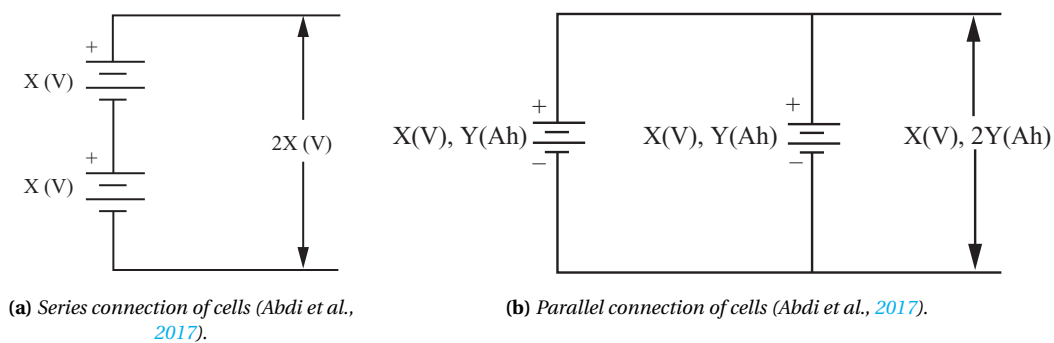 +
X (V)
2X (V)
+
X (V)
+
X(V), Y(Ah)
−
+
X(V), Y(Ah)
−
X(V), 2Y(Ah)
(a) Series connection of cells (Abdi et al.,
2017).
(b) Parallel connection of cells (Abdi et al., 2017).